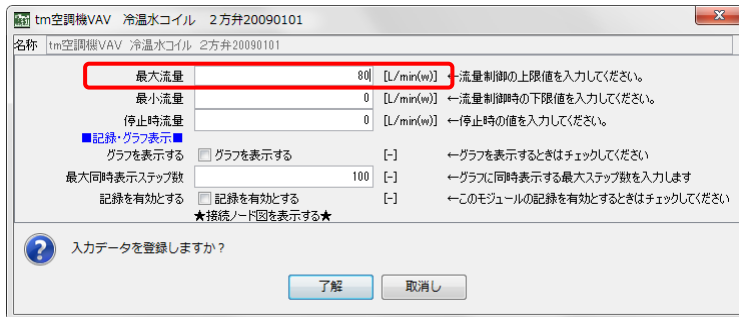 tm空調機VAV 冷温水コイル 2方弁20090101
名称 tm空調機VAV 冷温水コイル 2方弁20090101
最大流量 80 [L/min(w)] ←流量制御の上限値を入力してください。
最小流量 0 [L/min(w)] ←流量制御時の下限値を入力してください。
停止時流量 0 [L/min(w)] ←停止時の値を入力してください。
■記録・グラフ表示■
グラフを表示する グラフを表示する [-] ←グラフを表示するときはチェックしてください
最大同時表示ステップ数 100 [-] ←グラフに同時表示する最大ステップ数を入力します
記録を有効とする 記録を有効とする [-] ←このモジュールの記録を有効とするときはチェックしてください
★接続ノード図を表示する★
入力データを登録しますか?
了解 取消し